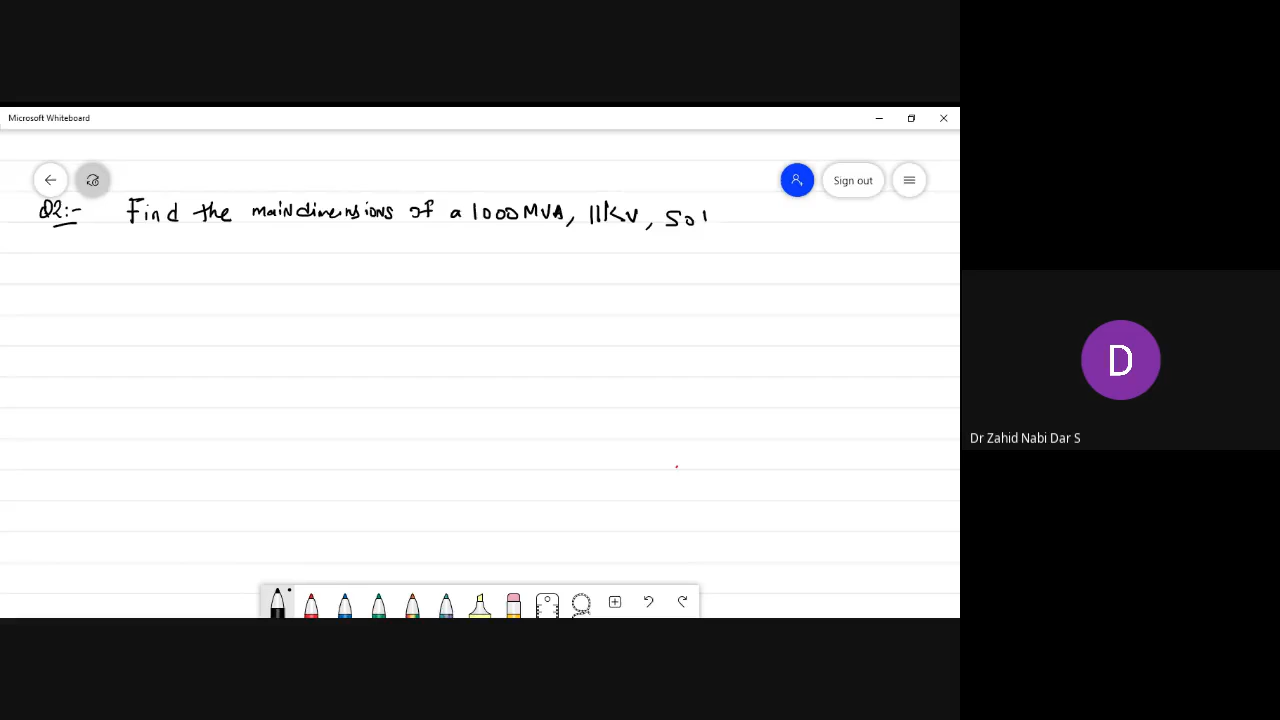 Microsoft Whiteboard
Sign out
Q2:- Find the main dimensions of a 1000 MVA, 11KV, 50
D
Dr Zahid Nabi Dar S